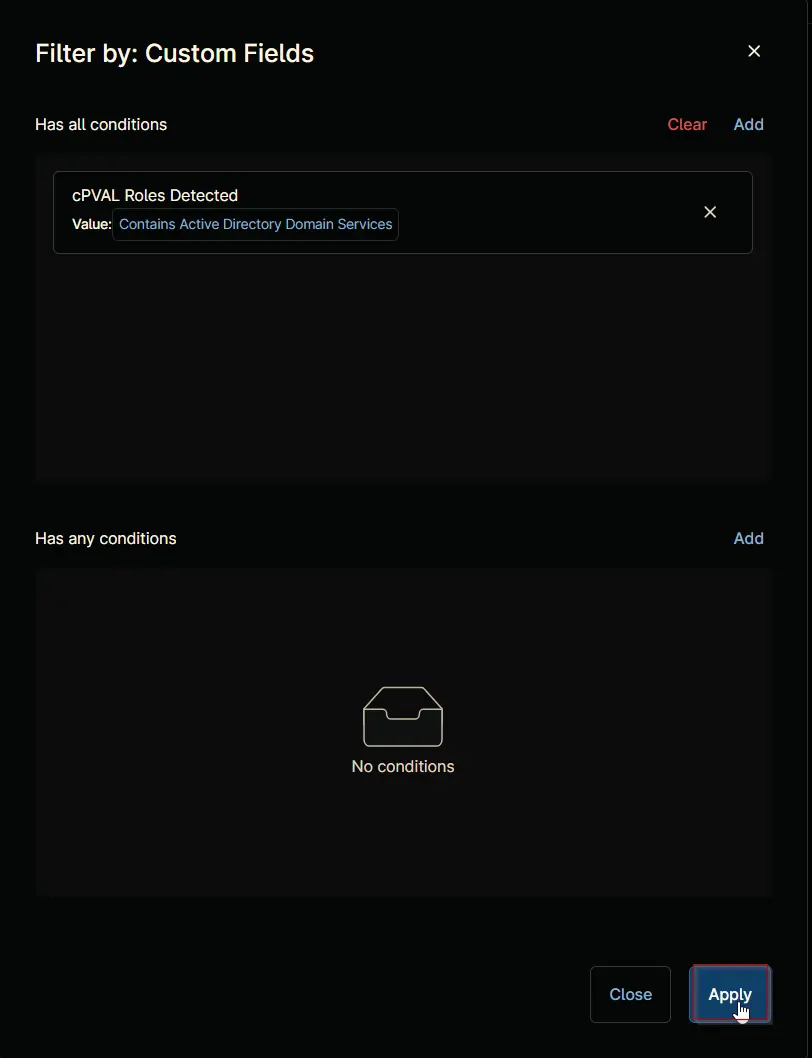 Filter by: Custom Fields
Has all conditions
Clear
Add
cPVAL Roles Detected
Value: Contains Active Directory Domain Services
Has any conditions
Add
No conditions
Close
Apply